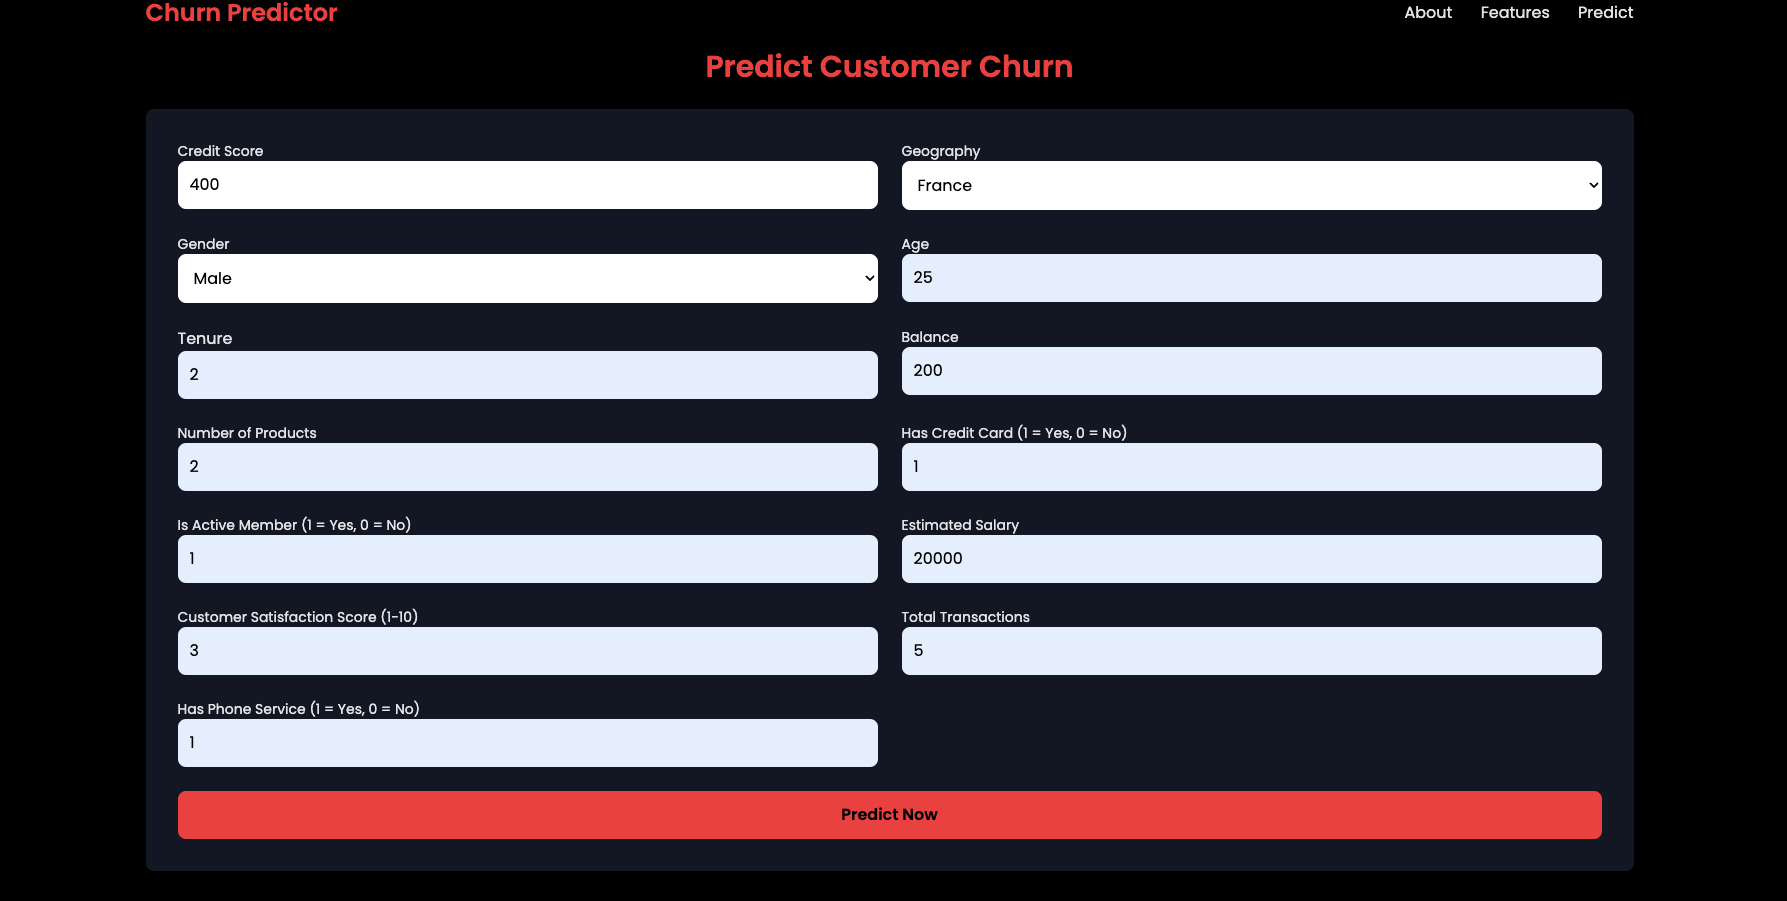 Churn Predictor
About Features Predict
Predict Customer Churn
Credit Score
400
Geography
France
Gender
Male
Age
25
Tenure
2
Balance
200
Number of Products
2
Has Credit Card (1 = Yes, 0 = No)
1
Is Active Member (1 = Yes, 0 = No)
1
Estimated Salary
20000
Customer Satisfaction Score (1-10)
3
Total Transactions
5
Has Phone Service (1 = Yes, 0 = No)
1
Predict Now